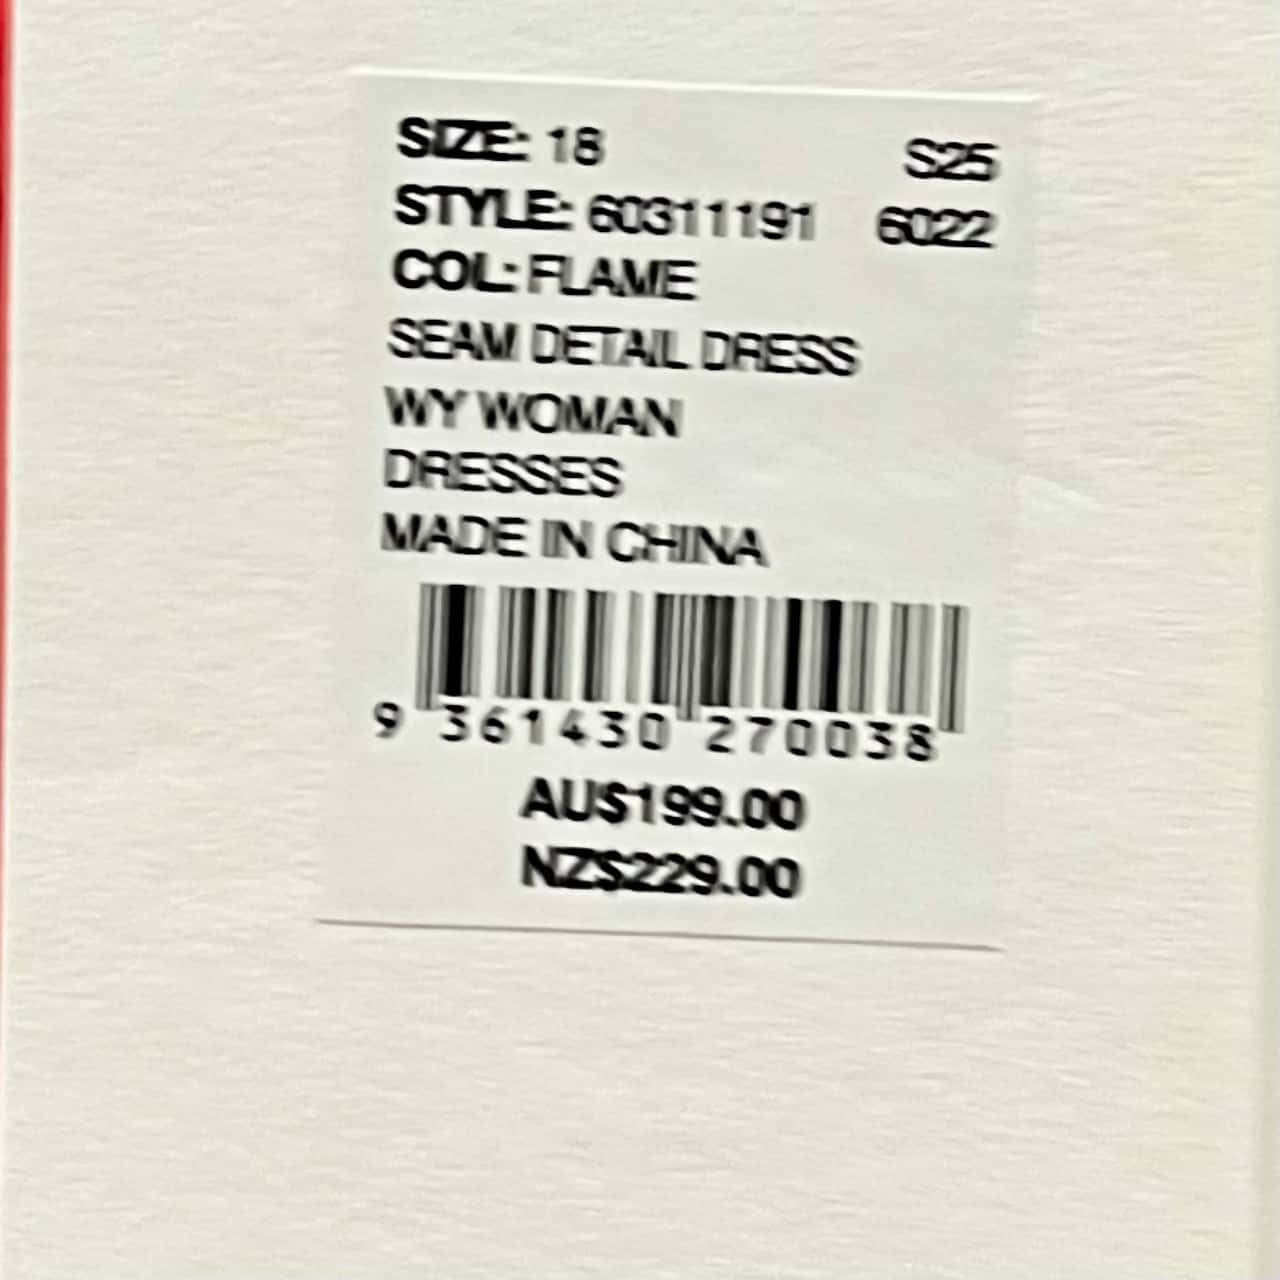 SIZE: 18 S25
STYLE: 60311191 6022
COL: FLAME
SEAM DETAIL DRESS
WY WOMAN
DRESSES
MADE IN CHINA
9 361430 270038
AU$199.00
NZ$229.00